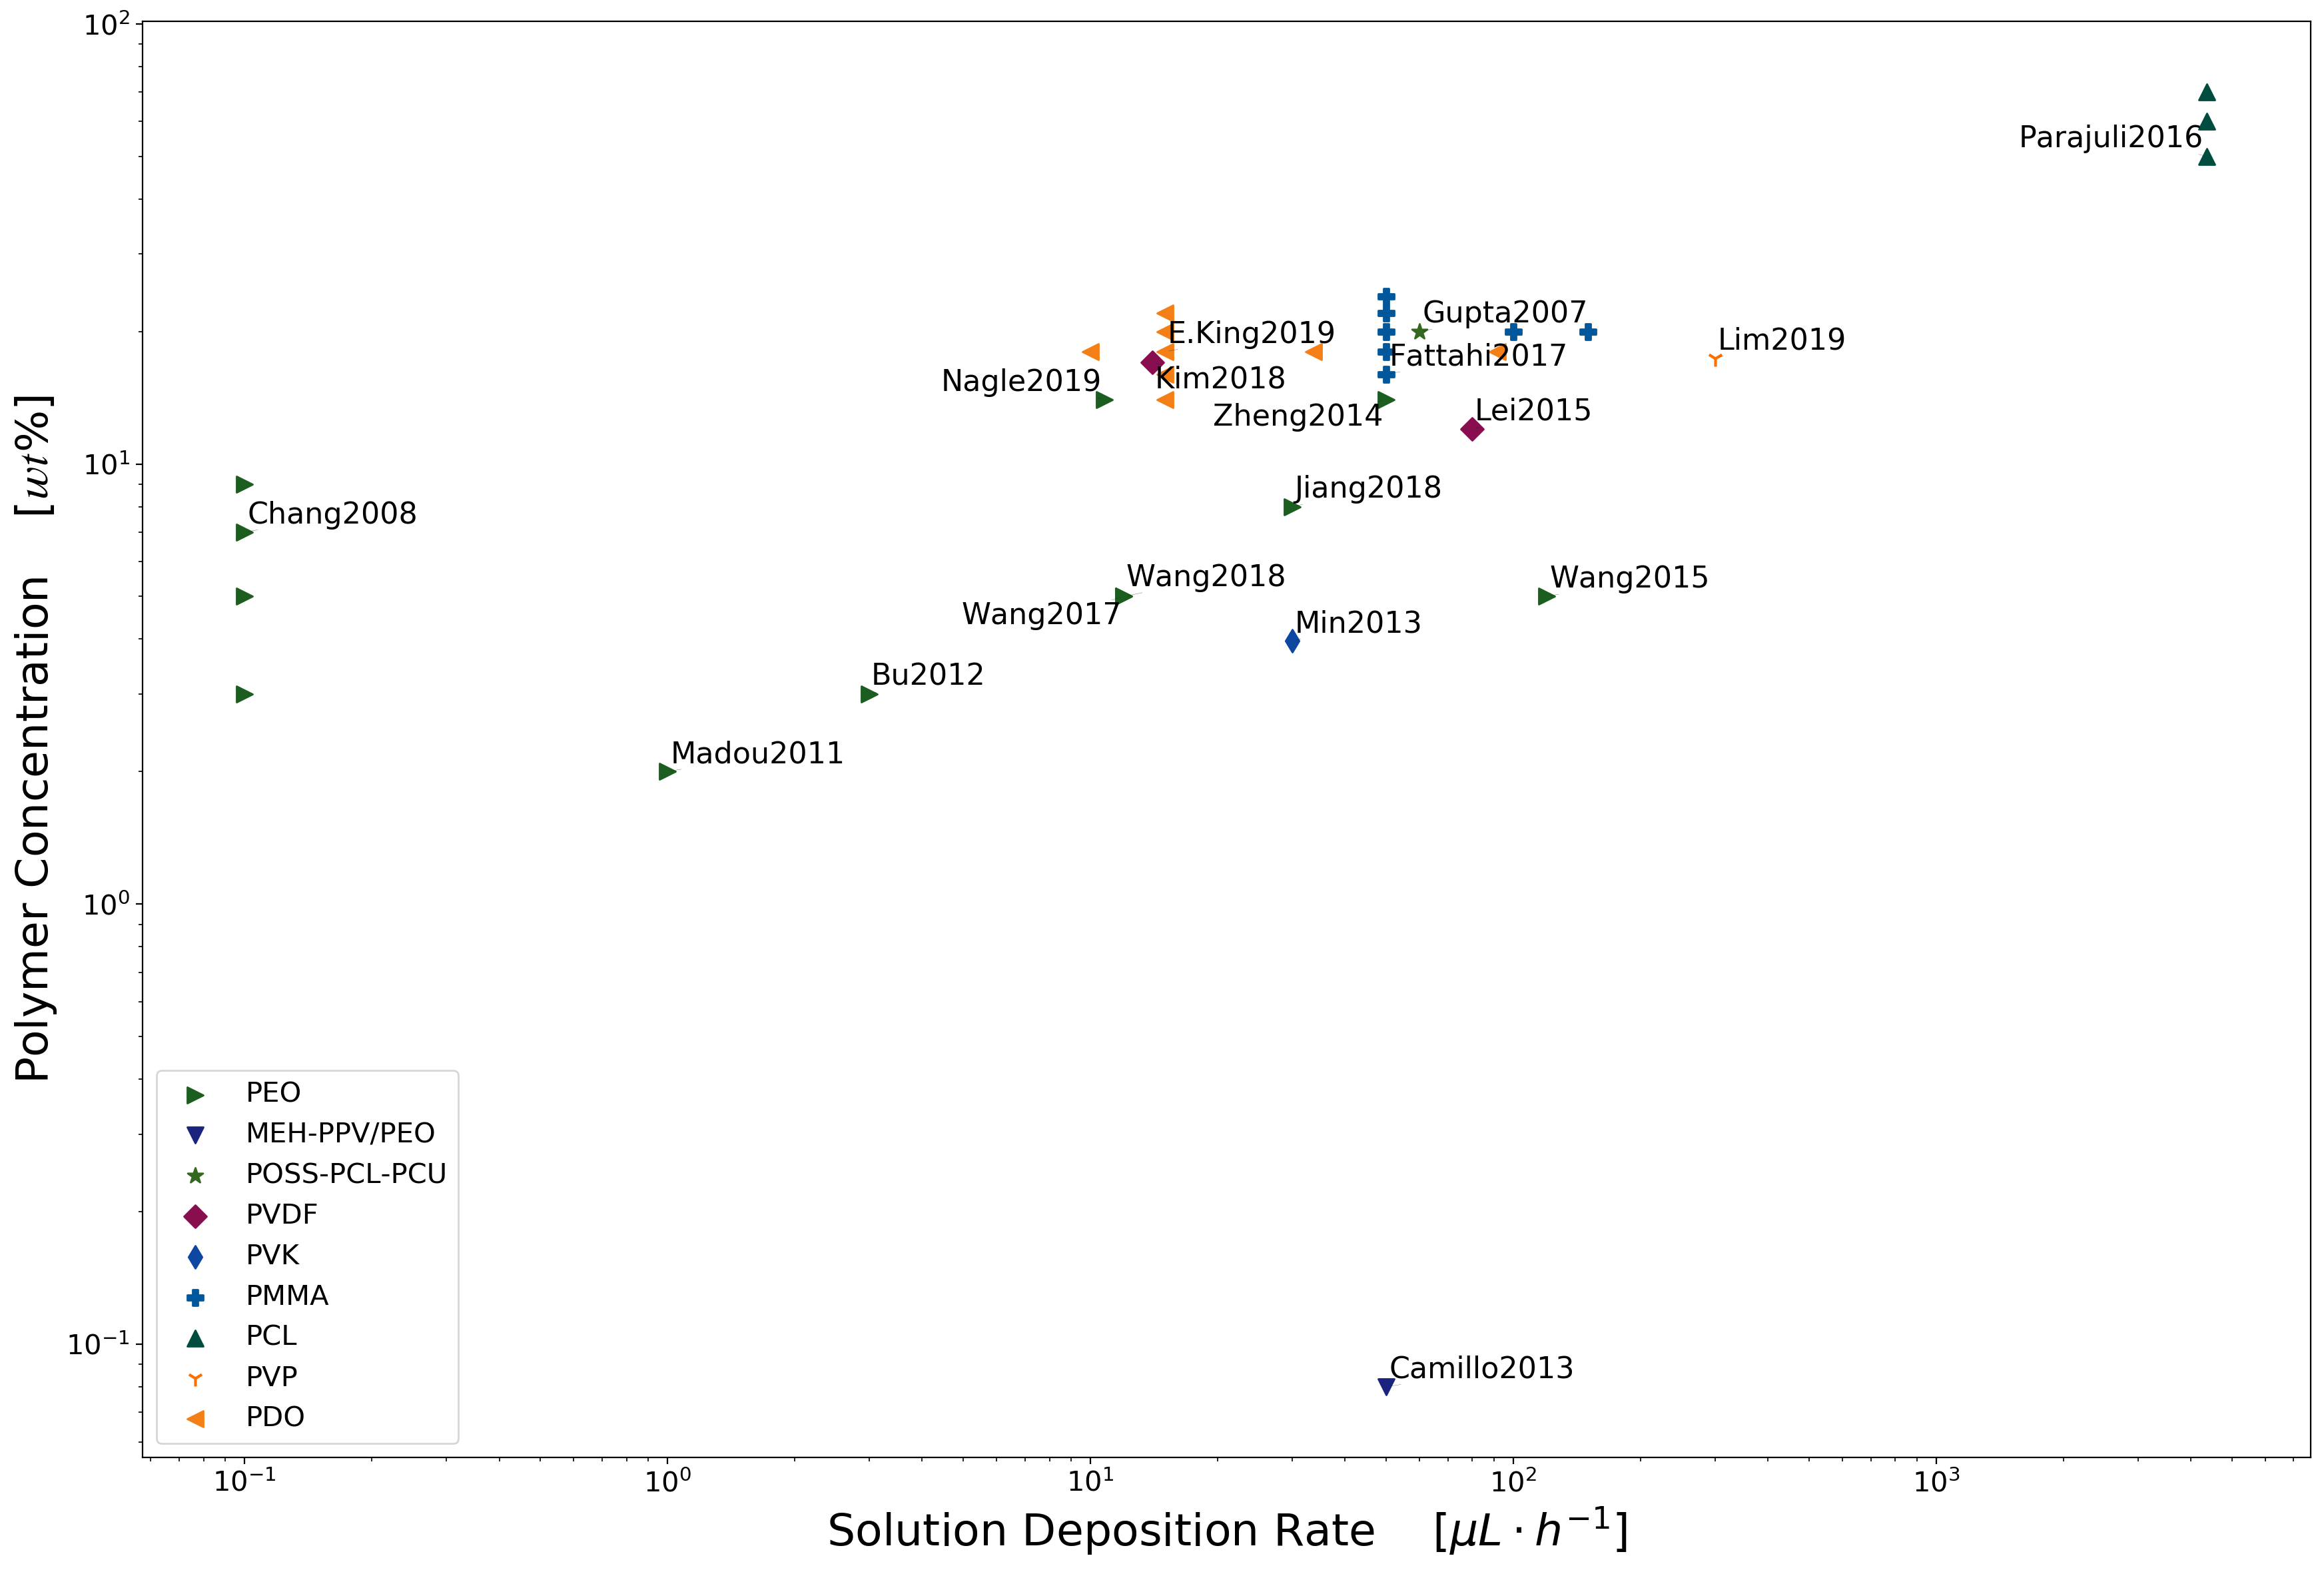 10²
Parajuli2016
Gupta2007
E.King2019
Lim2019
Fattahi2017
Nagle2019
Kim2018
Zheng2014
Lei2015
10¹
Jiang2018
Chang2008
Wang2018
Wang2015
Wang2017
Min2013
Bu2012
Madou2011
10⁰
Polymer Concentration [wt%]
PEO
MEH-PPV/PEO
POSS-PCL-PCU
PVDF
PVK
PMMA
PCL
PVP
PDO
10⁻¹
Camillo2013
10⁻¹ 10⁰ 10¹ 10² 10³
Solution Deposition Rate [μL · h⁻¹]